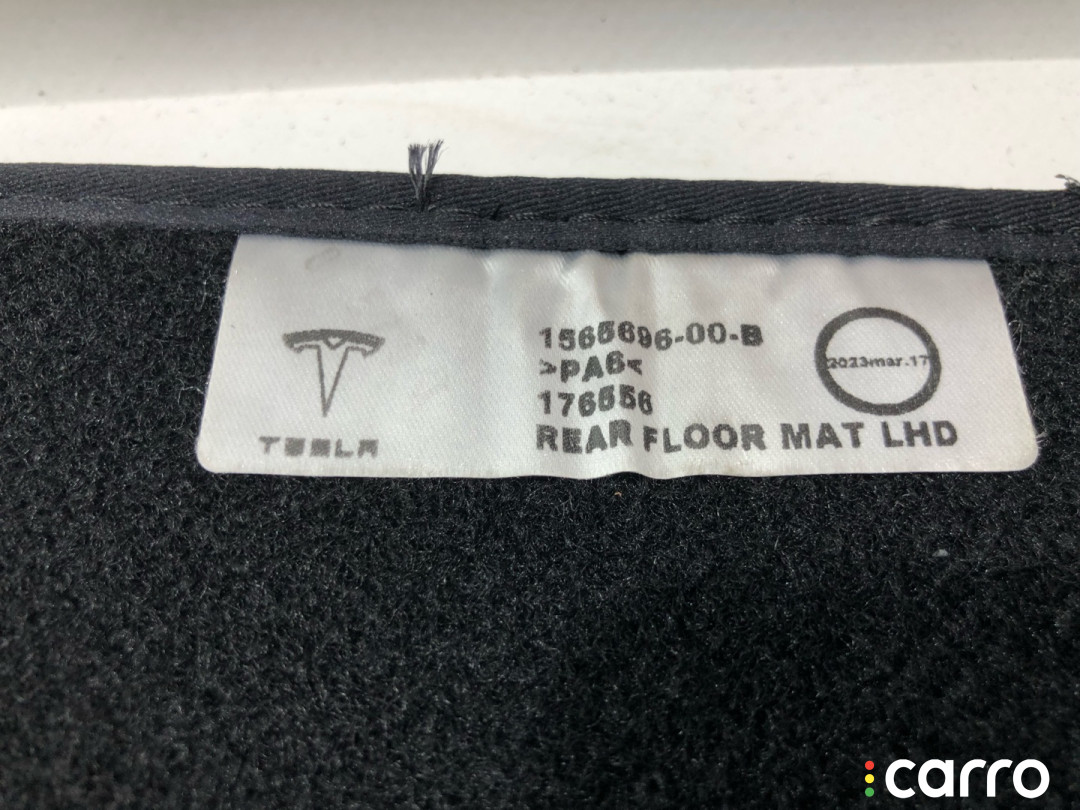 TESLA
1565696-00-B
>PA6<
176556
REAR FLOOR MAT LHD
2023mar.17
carro